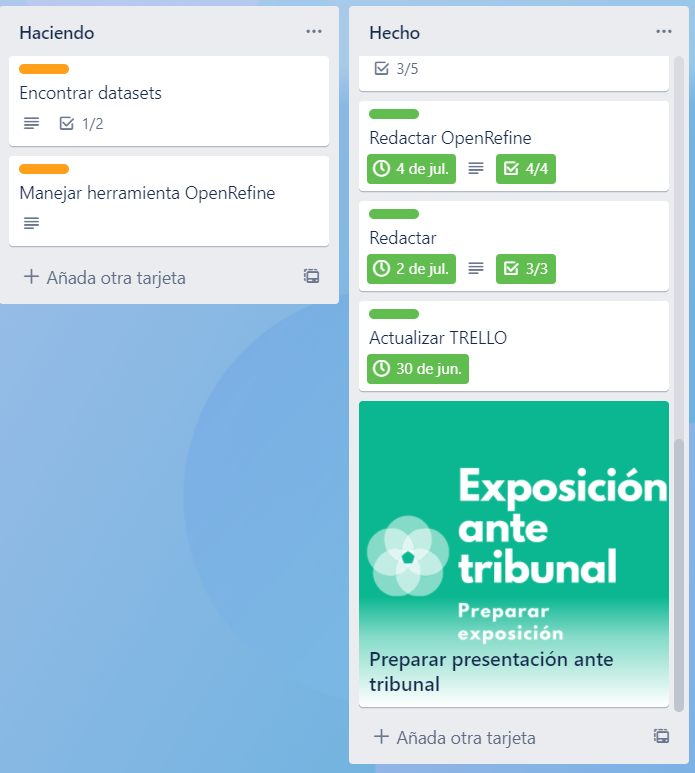 Haciendo
Encontrar datasets
1/2
Manejar herramienta OpenRefine
Añada otra tarjeta
Hecho
3/5
Redactar OpenRefine
4 de jul. 4/4
Redactar
2 de jul. 3/3
Actualizar TRELLO
30 de jun.
Exposición
ante
tribunal
Preparar
exposición
Preparar presentación ante
tribunal
Añada otra tarjeta